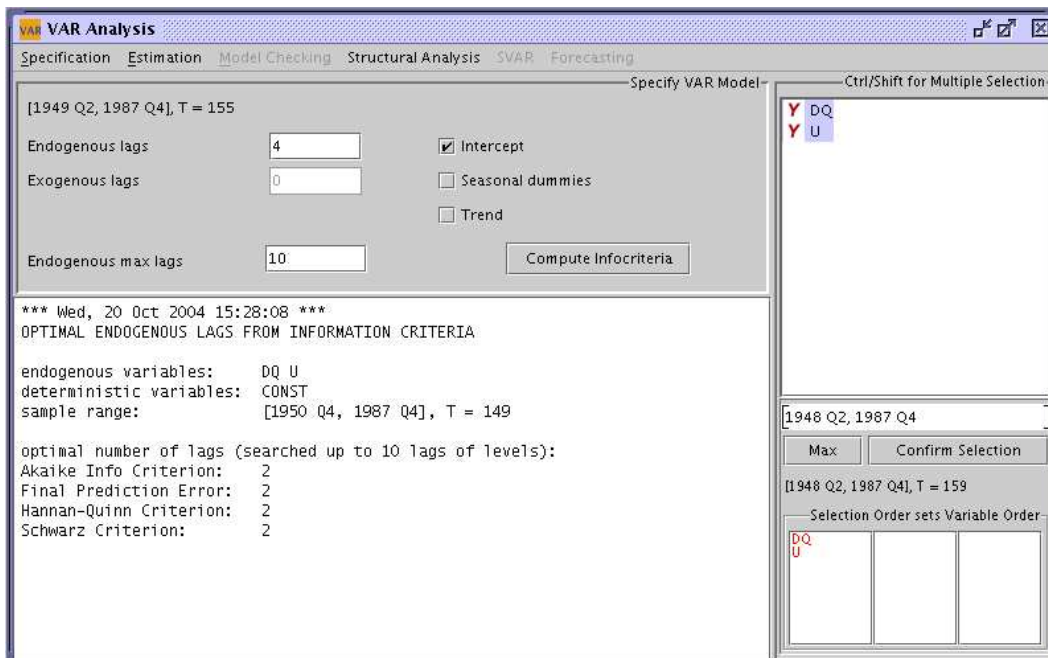 VAR VAR Analysis
Specification Estimation Model Checking Structural Analysis SVAR Forecasting
Specify VAR Model
[1949 Q2, 1987 Q4], T = 155
Endogenous lags 4 Intercept
Exogenous lags 0 Seasonal dummies
Trend
Endogenous max lags 10 Compute Infocriteria
*** Wed, 20 Oct 2004 15:28:08 ***
OPTIMAL ENDOGENOUS LAGS FROM INFORMATION CRITERIA
endogenous variables: DQ U
deterministic variables: CONST
sample range: [1950 Q4, 1987 Q4], T = 149
optimal number of lags (searched up to 10 lags of levels):
Akaike Info Criterion: 2
Final Prediction Error: 2
Hannan-Quinn Criterion: 2
Schwarz Criterion: 2
Ctrl/Shift for Multiple Selection
Y DQ
Y U
[1948 Q2, 1987 Q4]
Max Confirm Selection
[1948 Q2, 1987 Q4], T = 159
Selection Order sets Variable Order
DQ
U